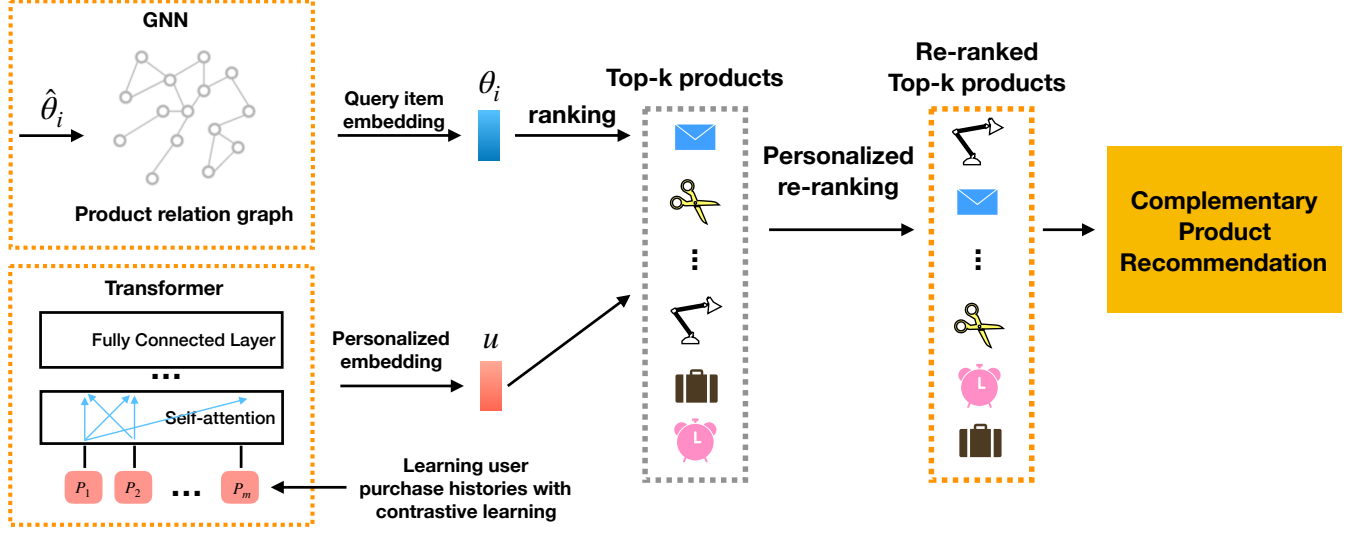 GNN
θ̂ᵢ
Product relation graph
Query item
embedding
θᵢ
ranking
Top-k products
Personalized
re-ranking
Re-ranked
Top-k products
Complementary
Product
Recommendation
Transformer
Fully Connected Layer
...
Self-attention
P₁ P₂ ... Pₘ
Personalized
embedding
u
Learning user
purchase histories with
contrastive learning